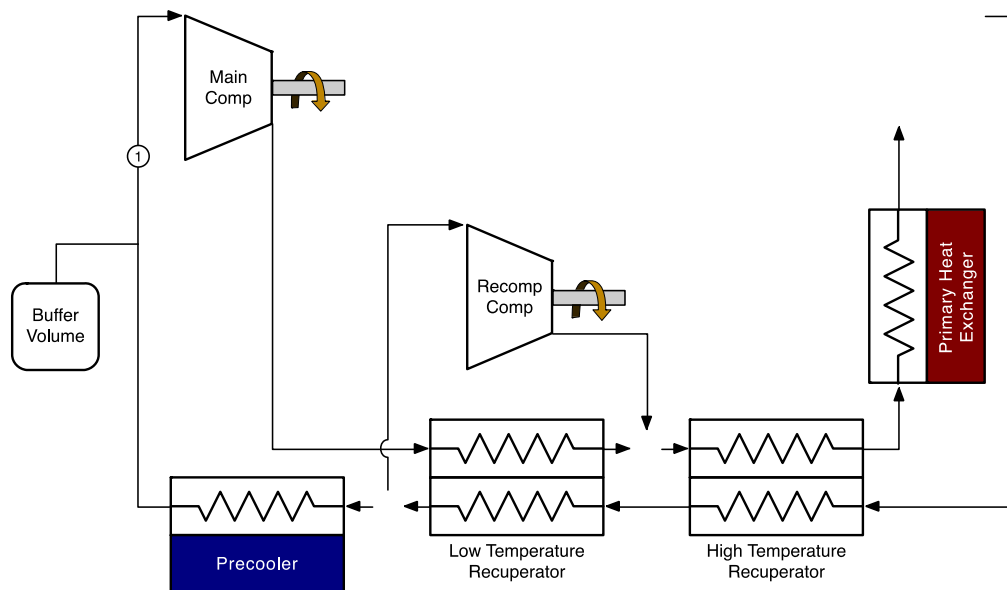 Main
Comp
1
Recomp
Comp
Buffer
Volume
Primary Heat
Exchanger
Precooler
Low Temperature
Recuperator
High Temperature
Recuperator